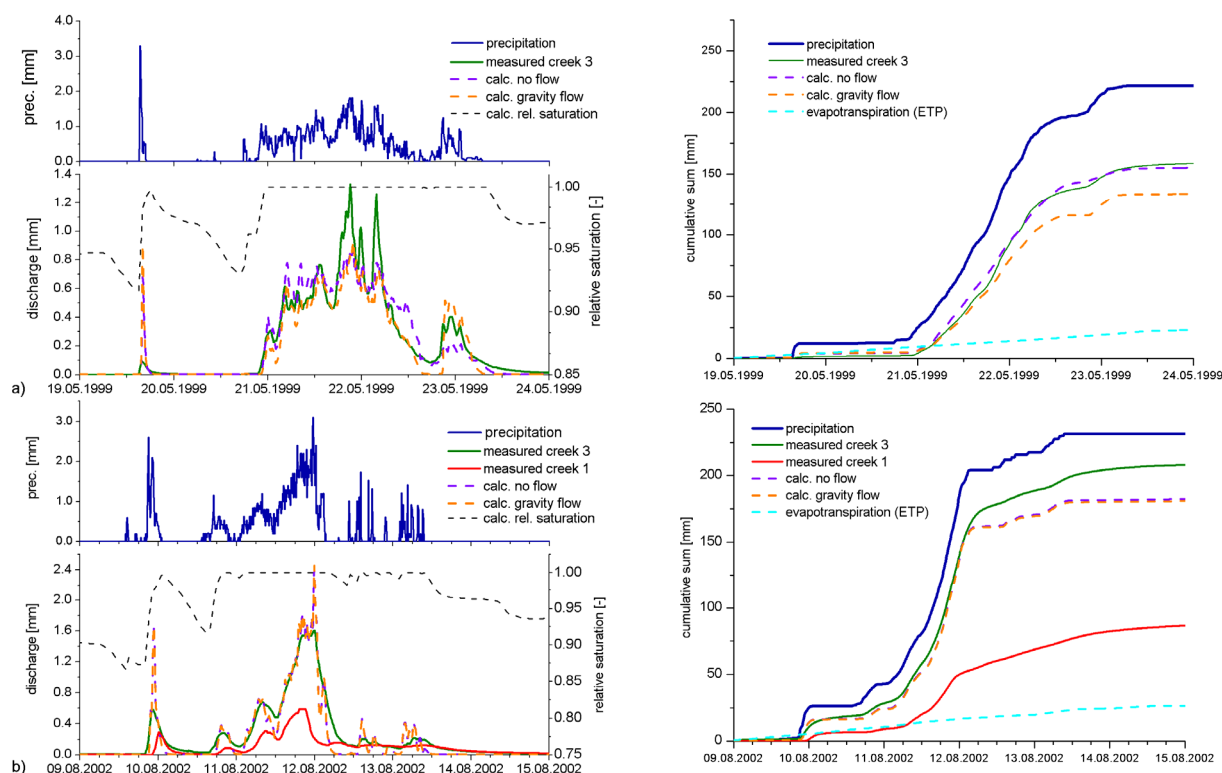 4.0
3.0
2.0
1.0
0.0
prec. [mm]
precipitation
measured creek 3
calc. no flow
calc. gravity flow
calc. rel. saturation
1.4
1.2
1.0
0.8
0.6
0.4
0.2
0.0
discharge [mm]
1.00
0.95
0.90
0.85
relative saturation [-]
19.05.1999 20.05.1999 21.05.1999 22.05.1999 23.05.1999 24.05.1999
a)
250
200
150
100
50
0
cumulative sum [mm]
precipitation
measured creek 3
calc. no flow
calc. gravity flow
evapotranspiration (ETP)
19.05.1999 20.05.1999 21.05.1999 22.05.1999 23.05.1999 24.05.1999
3.0
2.0
1.0
0.0
prec. [mm]
precipitation
measured creek 3
measured creek 1
calc. no flow
calc. gravity flow
calc. rel. saturation
2.4
2.0
1.6
1.2
0.8
0.4
0.0
discharge [mm]
1.00
0.95
0.90
0.85
0.80
0.75
relative saturation [-]
09.08.2002 10.08.2002 11.08.2002 12.08.2002 13.08.2002 14.08.2002 15.08.2002
b)
250
200
150
100
50
0
cumulative sum [mm]
precipitation
measured creek 3
measured creek 1
calc. no flow
calc. gravity flow
evapotranspiration (ETP)
09.08.2002 10.08.2002 11.08.2002 12.08.2002 13.08.2002 14.08.2002 15.08.2002